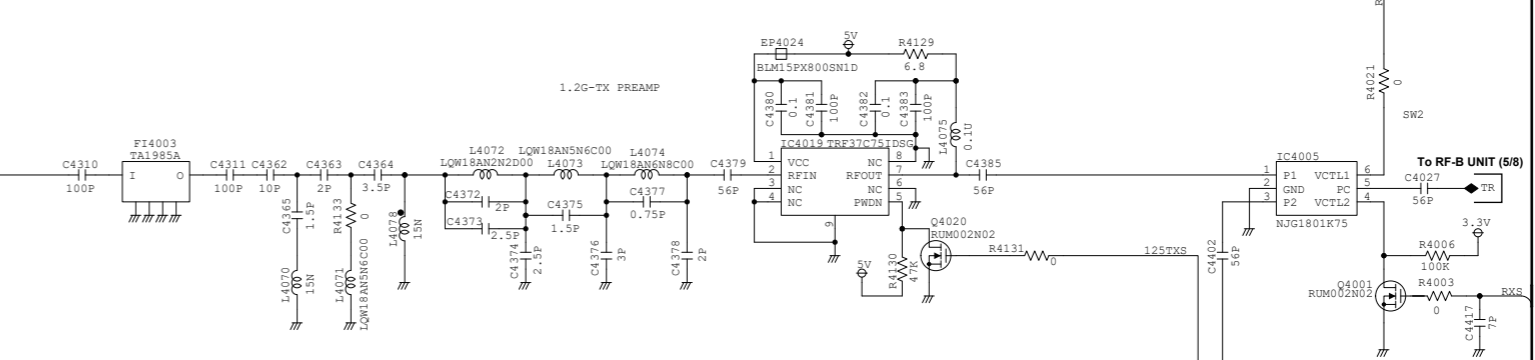 EP4024
5V
R4129
6.8
BLM15PX800SN1D
1.2G-TX PREAMP
C4380
0.1
C4381
100P
C4382
0.1
C4383
100P
L4075
0.1U
R4021
0
SW2
FI4003
TA1985A
I
O
C4310
100P
C4311
100P
C4362
10P
C4363
2P
C4364
3.5P
C4365
1.5P
R4133
0
L4070
15N
L4071
LQW18AN5N6C00
L4078
15N
L4072
LQW18AN2N2D00
LQW18AN5N6C00
L4073
L4074
LQW18AN6N8C00
C4372
2P
C4373
2.5P
C4374
2.5P
C4375
1.5P
C4376
3P
C4377
0.75P
C4378
2P
C4379
56P
IC4019 TRF37C75IDSG
1
VCC
2
RFIN
3
NC
4
NC
8
NC
7
RFOUT
6
NC
5
PWDN
9
C4385
56P
5V
R4130
47K
Q4020
RUM002N02
R4131
0
125TXS
C4402
56P
IC4005
1
P1
2
GND
3
P2
VCTL1
6
PC
5
VCTL2
4
NJG1801K75
To RF-B UNIT (5/8)
C4027
56P
TR
3.3V
R4006
100K
Q4001
RUM002N02
R4003
0
RXS
C4417
7P